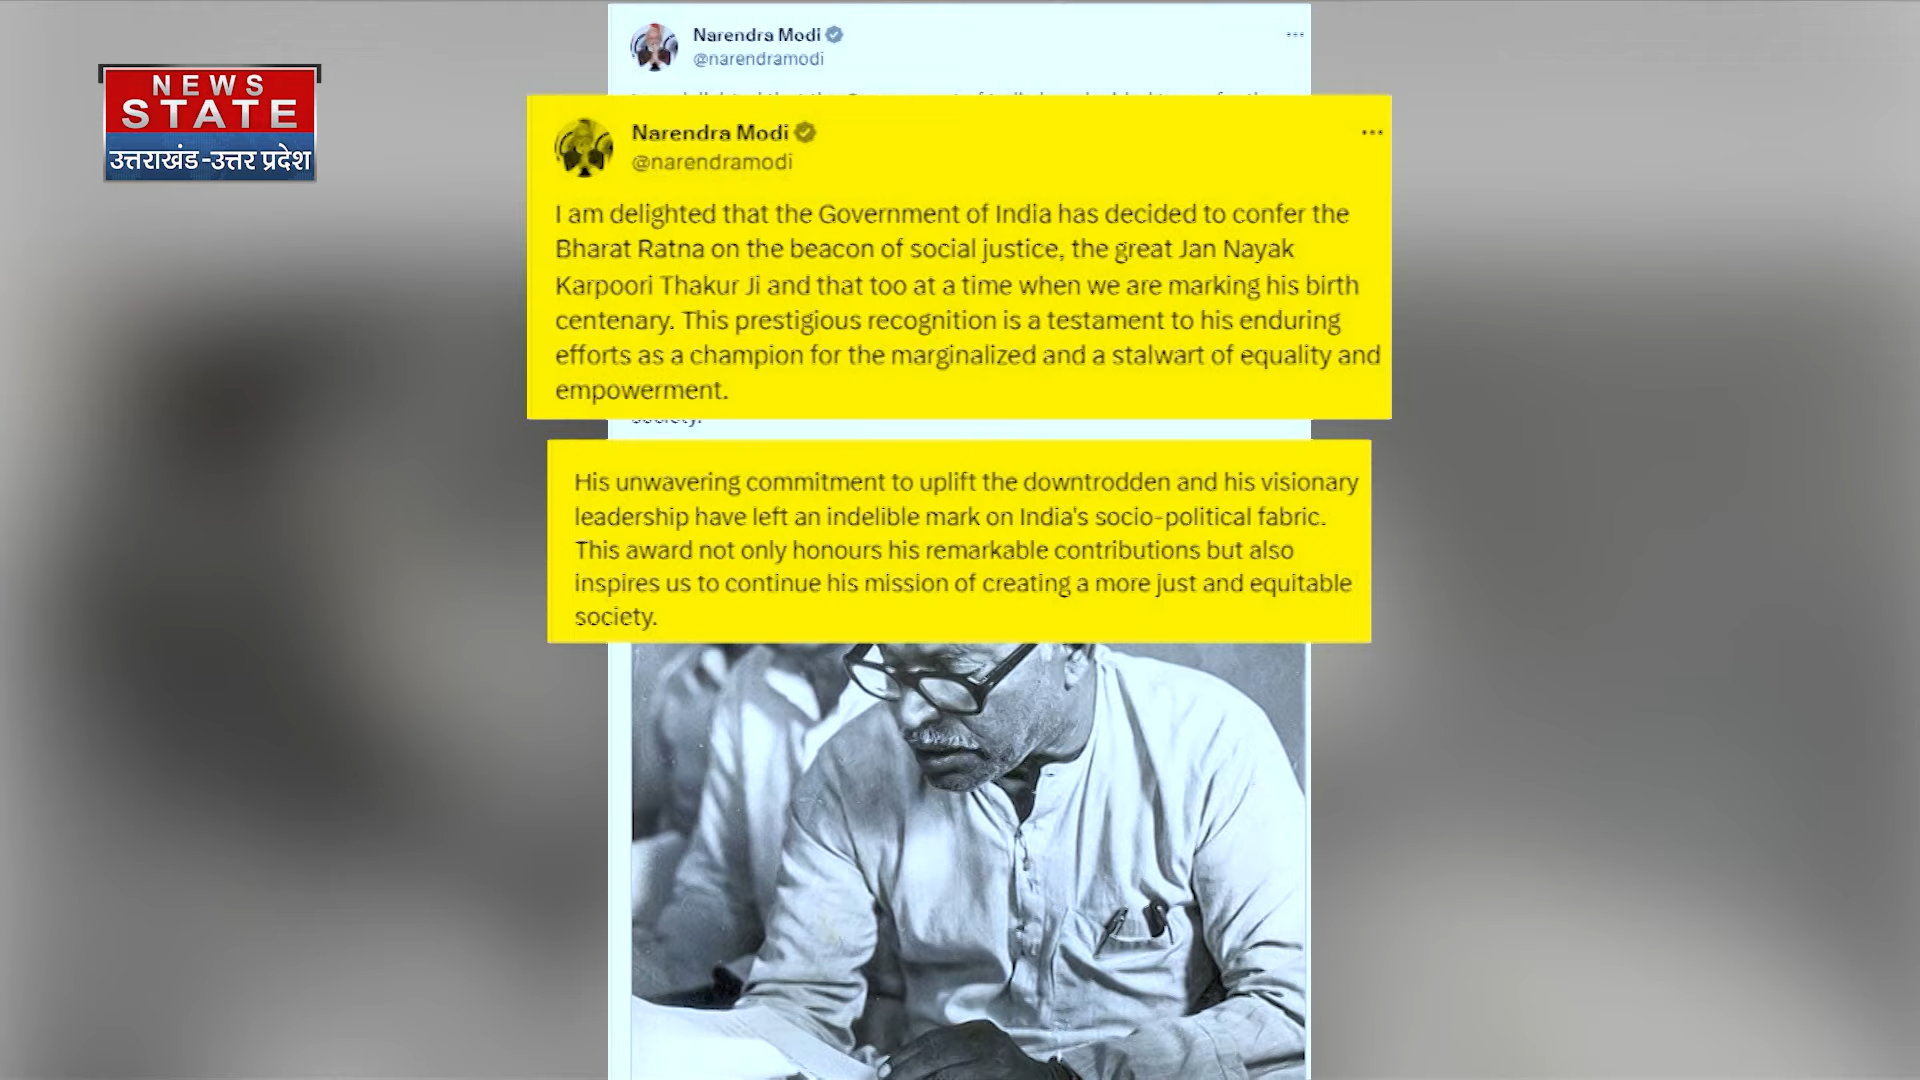 NEWS
STATE
उत्तराखंड-उत्तर प्रदेश
Narendra Modi
@narendramodi
Narendra Modi
@narendramodi
I am delighted that the Government of India has decided to confer the
Bharat Ratna on the beacon of social justice, the great Jan Nayak
Karpoori Thakur Ji and that too at a time when we are marking his birth
centenary. This prestigious recognition is a testament to his enduring
efforts as a champion for the marginalized and a stalwart of equality and
empowerment.
society.
His unwavering commitment to uplift the downtrodden and his visionary
leadership have left an indelible mark on India's socio-political fabric.
This award not only honours his remarkable contributions but also
inspires us to continue his mission of creating a more just and equitable
society.